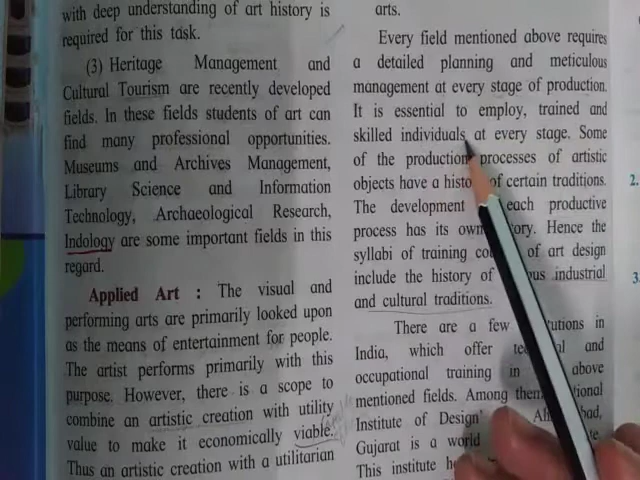 with deep understanding of art history is
required for this task.
(3) Heritage Management and
Cultural Tourism are recently developed
fields. In these fields students of art can
find many professional opportunities.
Museums and Archives Management,
Library Science and Information
Technology, Archaeological Research,
Indology are some important fields in this
regard.
Applied Art : The visual and
performing arts are primarily looked upon
as the means of entertainment for people.
The artist performs primarily with this
purpose. However, there is a scope to
combine an artistic creation with utility
value to make it economically viable.
Thus an artistic creation with a utilitarian
arts.
Every field mentioned above requires
a detailed planning and meticulous
management at every stage of production.
It is essential to employ, trained and
skilled individuals at every stage. Some
of the production processes of artistic
objects have a of certain traditions.
The development each productive
process has its own
syllabi of training of art design
include the history of industrial
and cultural traditions.
There are a few in
India, which offer and
occupational training in above
mentioned fields. Among
Institute of Design'
Gujarat is a world
This institute
2.
3.